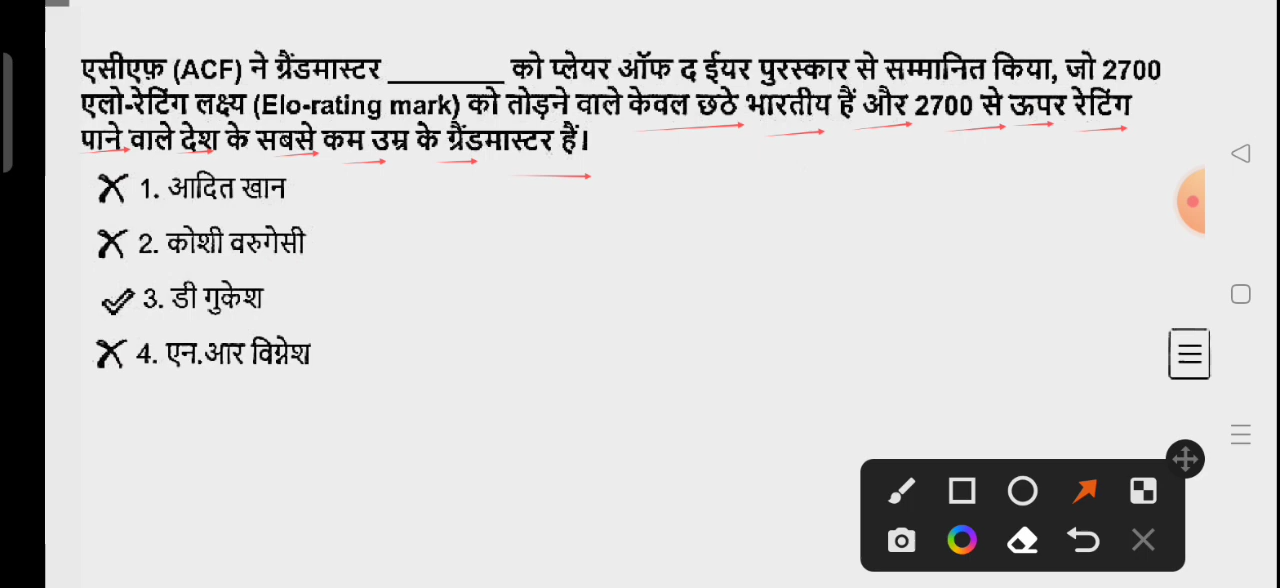 एसीएफ़ (ACF) ने ग्रैंडमास्टर ________ को प्लेयर ऑफ द ईयर पुरस्कार से सम्मानित किया, जो 2700
एलो-रेटिंग लक्ष्य (Elo-rating mark) को तोड़ने वाले केवल छठे भारतीय हैं और 2700 से ऊपर रेटिंग
पाने वाले देश के सबसे कम उम्र के ग्रैंडमास्टर हैं।
1. आदित खान
2. कोशी वरुगेसी
3. डी गुकेश
4. एन.आर विग्नेश